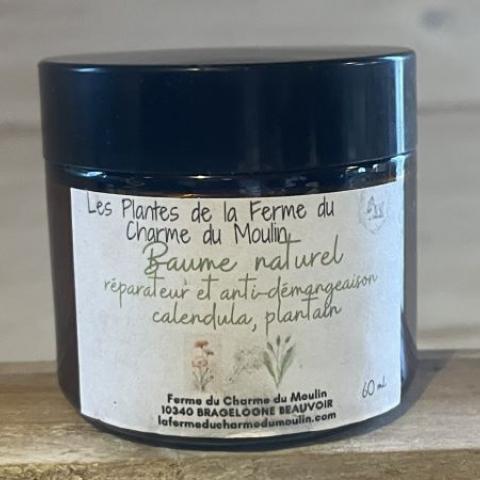 Les Plantes de la Ferme du
Charme du Moulin
Baume naturel
réparateur et anti-démangeaison
calendula, plantain
60 mL
Ferme du Charme du Moulin
10340 BRAGELOGNE BEAUVOIR
lafermeducharmedumoulin.com